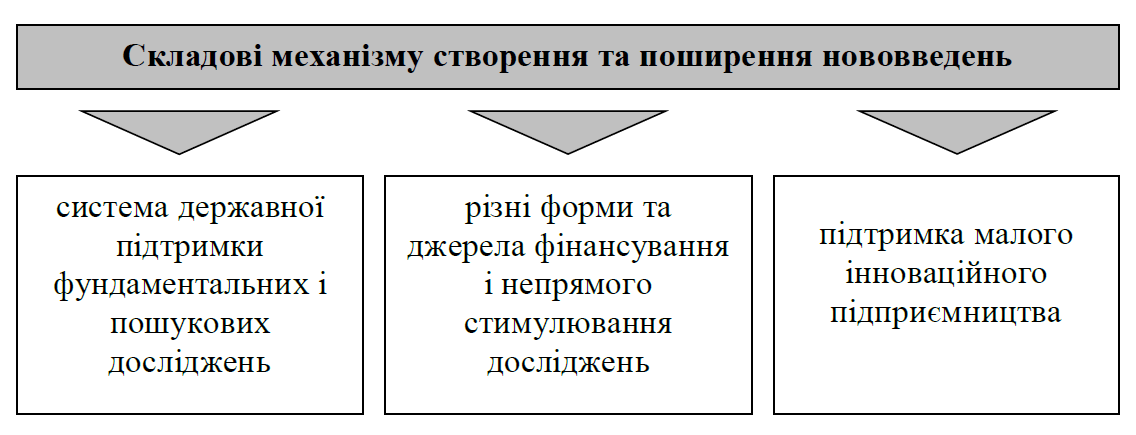 Складові механізму створення та поширення нововведень
система державної
підтримки
фундаментальних і
пошукових
досліджень
різні форми та
джерела фінансування
і непрямого
стимулювання
досліджень
підтримка малого
інноваційного
підприємництва